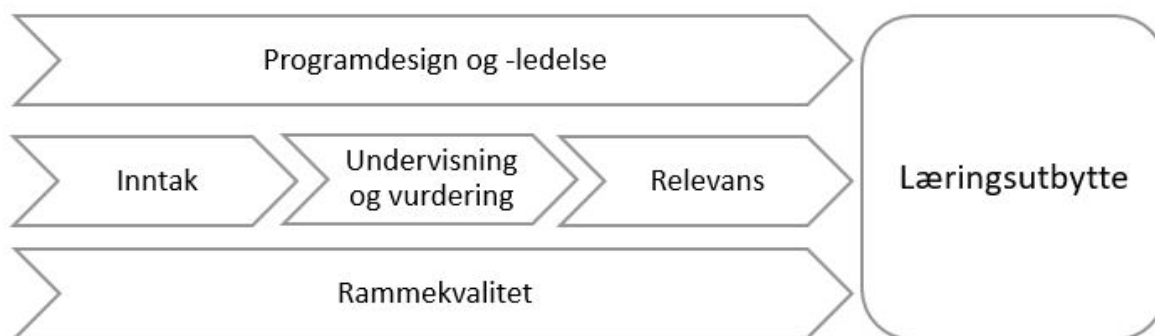 Programdesign og -ledelse
Inntak
Undervisning
og vurdering
Relevans
Læringsutbytte
Rammekvalitet